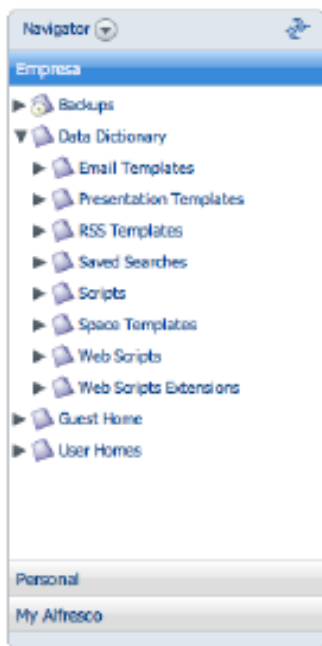 Navigator
Empresa
Backups
Data Dictionary
Email Templates
Presentation Templates
RSS Templates
Saved Searches
Scripts
Space Templates
Web Scripts
Web Scripts Extensions
Guest Home
User Homes
Personal
My Alfresco